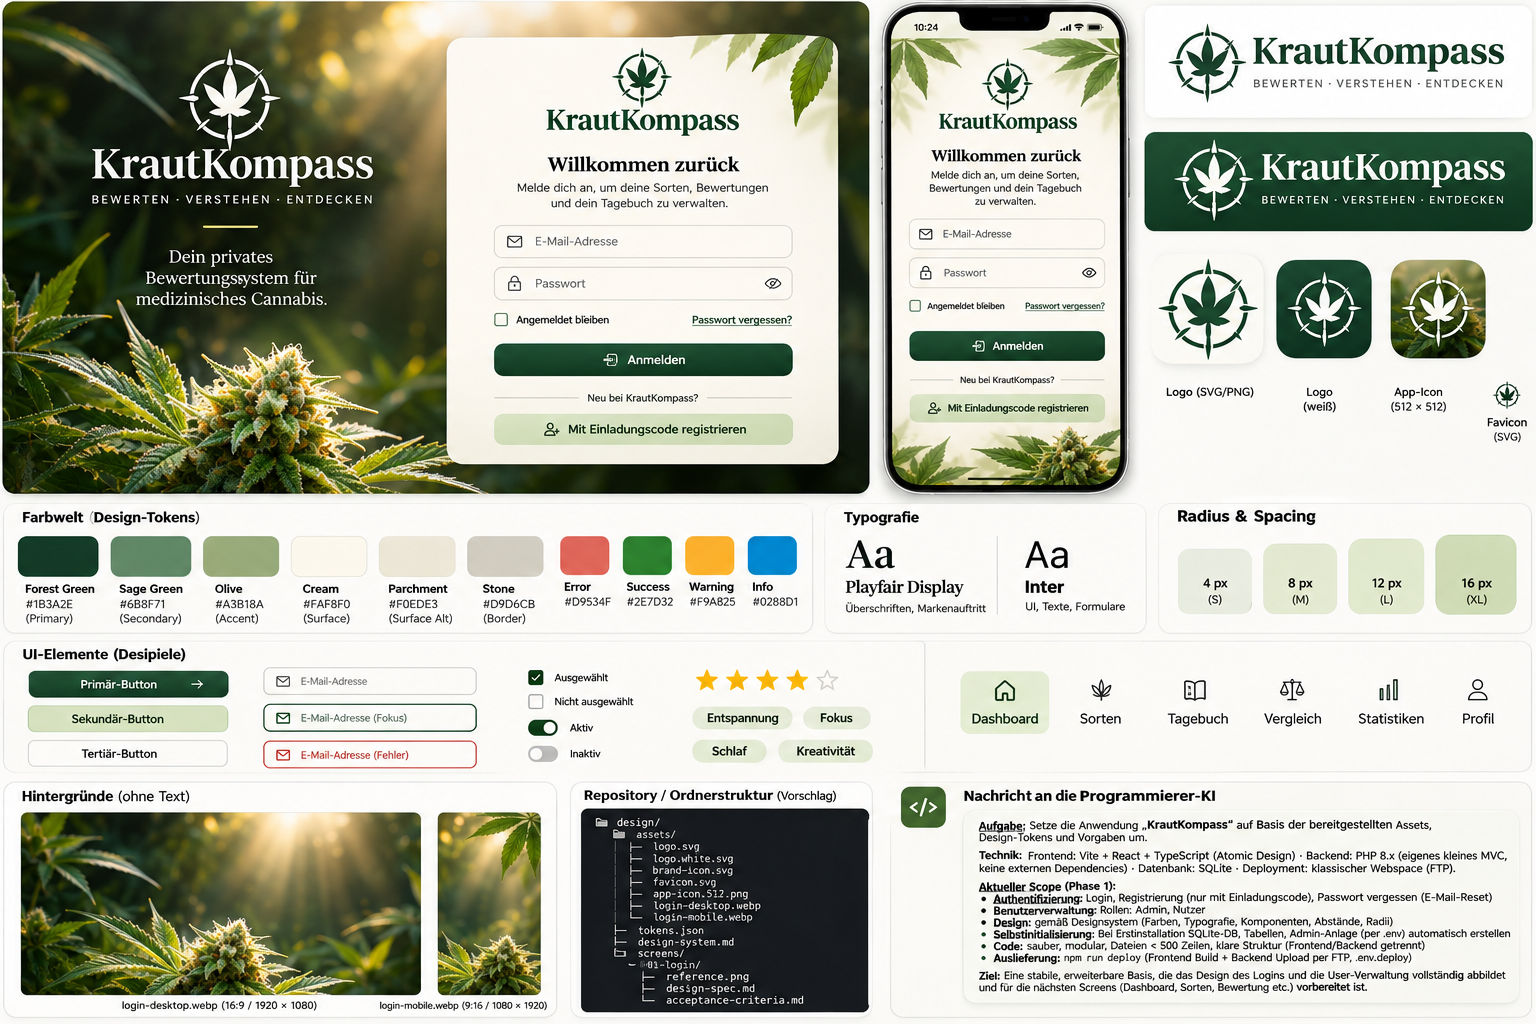 KrautKompass
BEWERTEN · VERSTEHEN · ENTDECKEN
Dein privates
Bewertungssystem für
medizinisches Cannabis.
KrautKompass
Willkommen zurück
Melde dich an, um deine Sorten, Bewertungen
und dein Tagebuch zu verwalten.
E-Mail-Adresse
Passwort
Angemeldet bleiben
Passwort vergessen?
Anmelden
Neu bei KrautKompass?
Mit Einladungscode registrieren
10:24
KrautKompass
Willkommen zurück
Melde dich an, um deine Sorten,
Bewertungen und dein Tagebuch
zu verwalten.
E-Mail-Adresse
Passwort
Angemeldet bleiben
Passwort vergessen?
Anmelden
Neu bei KrautKompass?
Mit Einladungscode registrieren
KrautKompass
BEWERTEN · VERSTEHEN · ENTDECKEN
KrautKompass
BEWERTEN · VERSTEHEN · ENTDECKEN
Logo (SVG/PNG)
Logo
(weiß)
App-Icon
(512 × 512)
Favicon
(SVG)
Farbwelt (Design-Tokens)
Forest Green
#1B3A2E
(Primary)
Sage Green
#6B8F71
(Secondary)
Olive
#A3B18A
(Accent)
Cream
#FAF8F0
(Surface)
Parchment
#F0EDE3
(Surface Alt)
Stone
#D9D6CB
(Border)
Error
#D9534F
Success
#2E7D32
Warning
#F9A825
Info
#0288D1
Typografie
Aa
Playfair Display
Überschriften, Markenauftritt
Aa
Inter
UI, Texte, Formulare
Radius & Spacing
4 px
(S)
8 px
(M)
12 px
(L)
16 px
(XL)
UI-Elemente (Desipiele)
Primär-Button
Sekundär-Button
Tertiär-Button
E-Mail-Adresse
E-Mail-Adresse (Fokus)
E-Mail-Adresse (Fehler)
Ausgewählt
Nicht ausgewählt
Aktiv
Inaktiv
Entspannung
Fokus
Schlaf
Kreativität
Dashboard
Sorten
Tagebuch
Vergleich
Statistiken
Profil
Hintergründe (ohne Text)
login-desktop.webp (16:9 / 1920 × 1080)
login-mobile.webp (9:16 / 1080 × 1920)
Repository / Ordnerstruktur (Vorschlag)
design/
assets/
logo.svg
logo.white.svg
brand-icon.svg
favicon.svg
app-icon.512.png
login-desktop.webp
login-mobile.webp
tokens.json
design-system.md
screens/
01-login/
reference.png
design-spec.md
acceptance-criteria.md
</> Nachricht an die Programmierer-KI
Aufgabe: Setze die Anwendung „KrautKompass“ auf Basis der bereitgestellten Assets,
Design-Tokens und Vorgaben um.
Technik: Frontend: Vite + React + TypeScript (Atomic Design) · Backend: PHP 8.x (eigenes kleines MVC,
keine externen Dependencies) · Datenbank: SQLite · Deployment: klassischer Webspace (FTP).
Aktueller Scope (Phase 1):
• Authentifizierung: Login, Registrierung (nur mit Einladungscode), Passwort vergessen (E-Mail-Reset)
• Benutzerverwaltung: Rollen: Admin, Nutzer
• Design: gemäß Designsystem (Farben, Typografie, Komponenten, Abstände, Radii)
• Selbstinitialisierung: Bei Erstinstallation SQLite-DB, Tabellen, Admin-Anlage (per .env) automatisch erstellen
• Code: sauber, modular, Dateien < 500 Zeilen, klare Struktur (Frontend/Backend getrennt)
• Auslieferung: npm run deploy (Frontend Build + Backend Upload per FTP, .env.deploy)
Ziel: Eine stabile, erweiterbare Basis, die das Design des Logins und die User-Verwaltung vollständig abbildet
und für die nächsten Screens (Dashboard, Sorten, Bewertung etc.) vorbereitet ist.